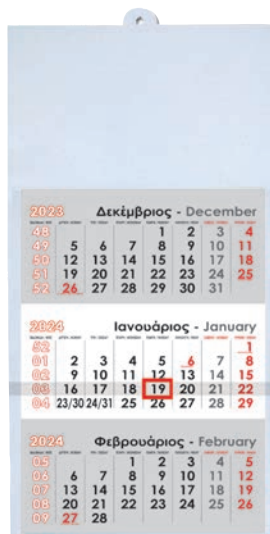 2023 Δεκέμβριος - December
48 1 2 3 4
49 5 6 7 8 9 10 11
50 12 13 14 15 16 17 18
51 19 20 21 22 23 24 25
52 26 27 28 29 30 31
2024 Ιανουάριος - January
52 1
01 2 3 4 5 6 7 8
02 9 10 11 12 13 14 15
03 16 17 18 19 20 21 22
04 23/30 24/31 25 26 27 28 29
2024 Φεβρουάριος - February
05 1 2 3 4 5
06 6 7 8 9 10 11 12
07 13 14 15 16 17 18 19
08 20 21 22 23 24 25 26
09 27 28